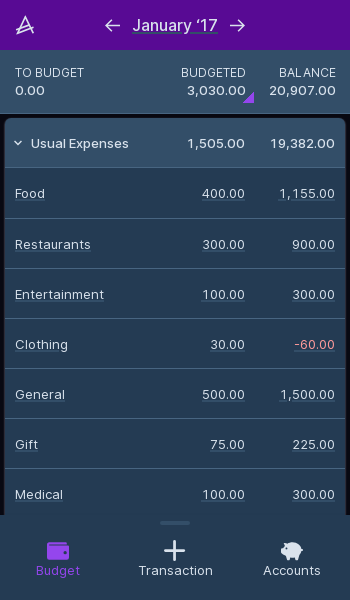 January ‘17
TO BUDGET BUDGETED BALANCE
0.00 3,030.00 20,907.00
Usual Expenses 1,505.00 19,382.00
Food 400.00 1,155.00
Restaurants 300.00 900.00
Entertainment 100.00 300.00
Clothing 30.00 -60.00
General 500.00 1,500.00
Gift 75.00 225.00
Medical 100.00 300.00
Budget Transaction Accounts